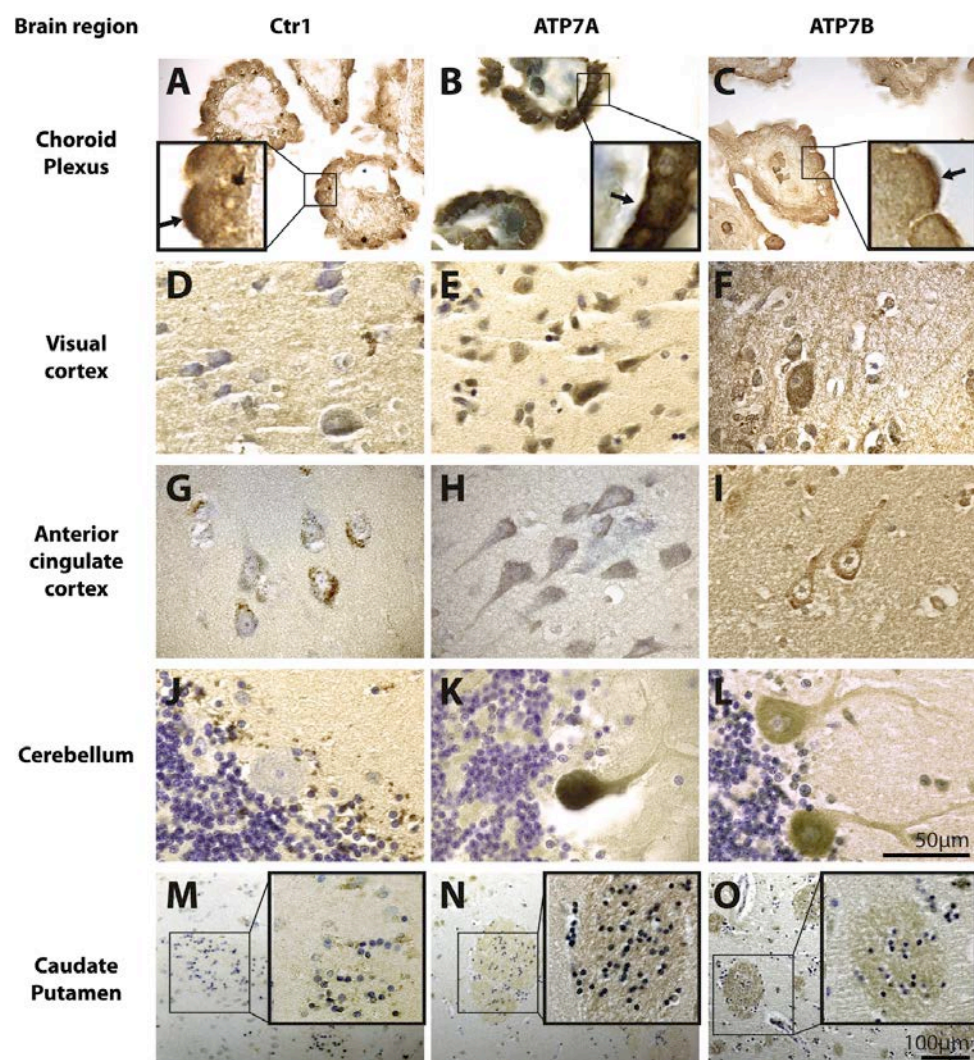 Brain region Ctr1 ATP7A ATP7B
A B C
Choroid
Plexus
D E F
Visual
cortex
G H I
Anterior
cingulate
cortex
J K L
Cerebellum
50μm
M N O
Caudate
Putamen
100μm